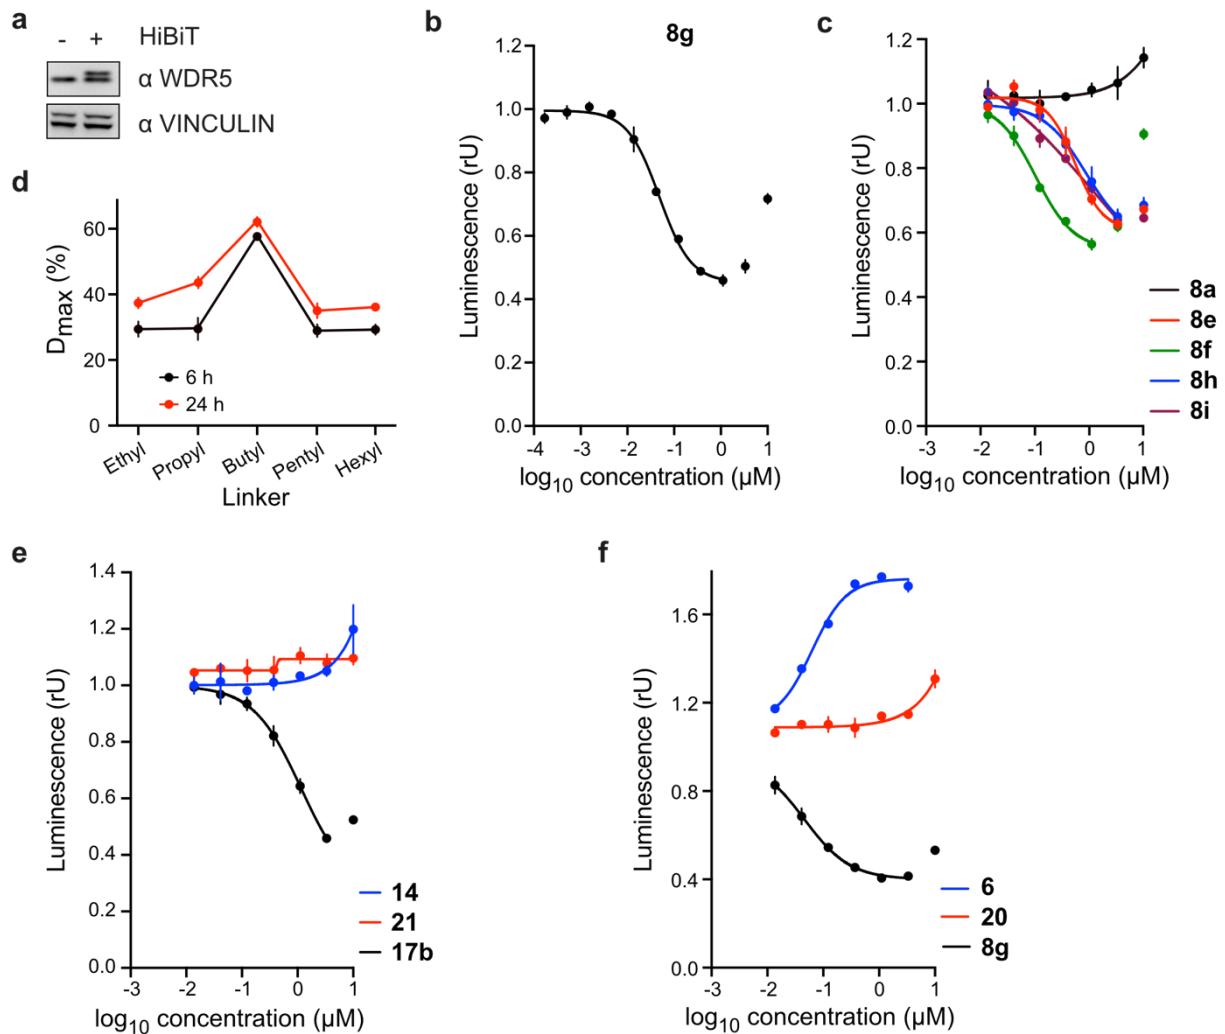 a
- + HiBiT
α WDR5
α VINCULIN
b
8g
1.2
1.0
0.8
0.6
0.4
0.2
0.0
Luminescence (rU)
-4 -3 -2 -1 0 1
log10 concentration (µM)
c
1.2
1.0
0.8
0.6
0.4
0.2
0.0
Luminescence (rU)
-3 -2 -1 0 1
log10 concentration (µM)
8a
8e
8f
8h
8i
d
60
40
20
0
Dmax (%)
6 h
24 h
Ethyl Propyl Butyl Pentyl Hexyl
Linker
e
1.4
1.2
1.0
0.8
0.6
0.4
0.2
0.0
Luminescence (rU)
-3 -2 -1 0 1
log10 concentration (µM)
14
21
17b
f
1.6
1.2
0.8
0.4
0.0
Luminescence (rU)
-3 -2 -1 0 1
log10 concentration (µM)
6
20
8g